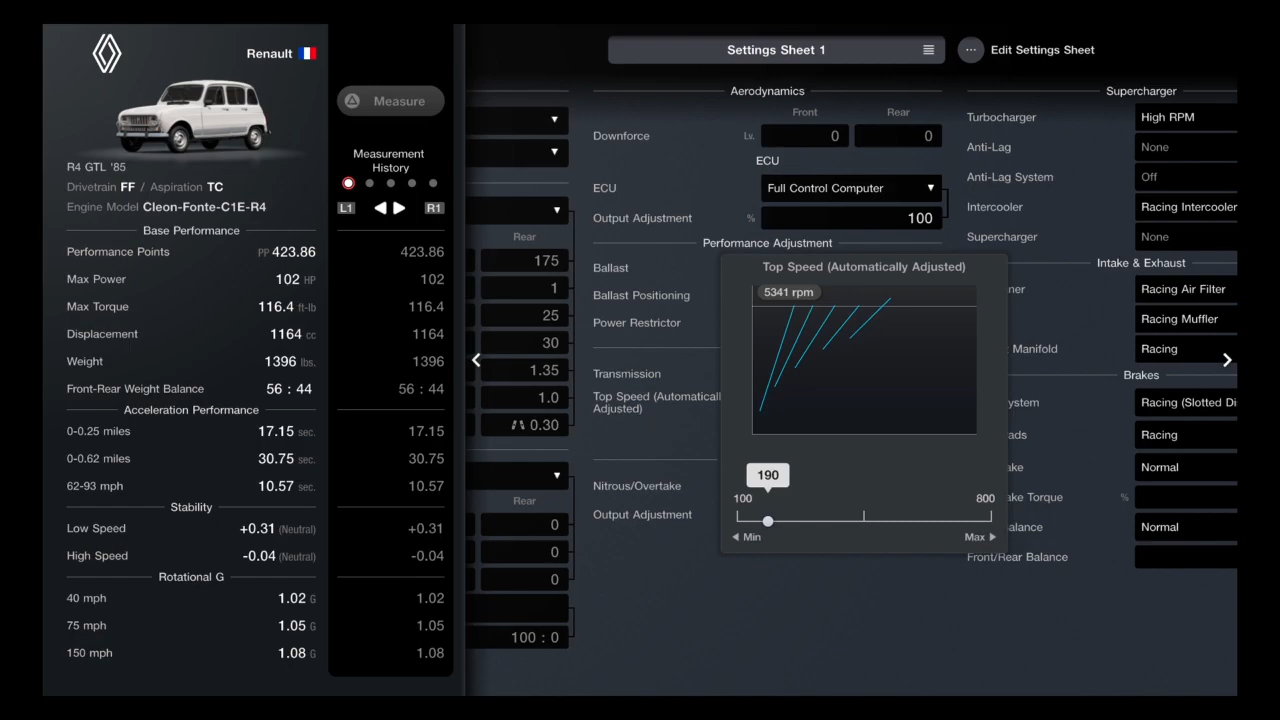 Renault
R4 GTL '85
Drivetrain FF / Aspiration TC
Engine Model Cleon-Fonte-C1E-R4
Base Performance
Performance Points PP 423.86
Max Power 102 HP
Max Torque 116.4 ft-lb
Displacement 1164 cc
Weight 1396 lbs.
Front-Rear Weight Balance 56 : 44
Acceleration Performance
0-0.25 miles 17.15 sec.
0-0.62 miles 30.75 sec.
62-93 mph 10.57 sec.
Stability
Low Speed +0.31 (Neutral)
High Speed -0.04 (Neutral)
Rotational G
40 mph 1.02 G
75 mph 1.05 G
150 mph 1.08 G
Measure
Measurement
History
L1 R1
423.86
102
116.4
1164
1396
56 : 44
17.15
30.75
10.57
+0.31
-0.04
1.02
1.05
1.08
Settings Sheet 1
Edit Settings Sheet
Rear
175
1
25
30
1.35
1.0
0.30
Rear
0
0
0
100 : 0
Aerodynamics
Front Rear
Downforce Lv. 0 0
ECU
ECU Full Control Computer
Output Adjustment % 100
Performance Adjustment
Ballast
Ballast Positioning
Power Restrictor
Transmission
Top Speed (Automatically
Adjusted)
Nitrous/Overtake
Output Adjustment
Top Speed (Automatically Adjusted)
5341 rpm
190
100 800
Min Max
Supercharger
Turbocharger High RPM
Anti-Lag None
Anti-Lag System Off
Intercooler Racing Intercooler
Supercharger None
Intake & Exhaust
ner Racing Air Filter
Racing Muffler
Manifold Racing
Brakes
ystem Racing (Slotted Di
ads Racing
ake Normal
ke Torque %
alance Normal
Front/Rear Balance